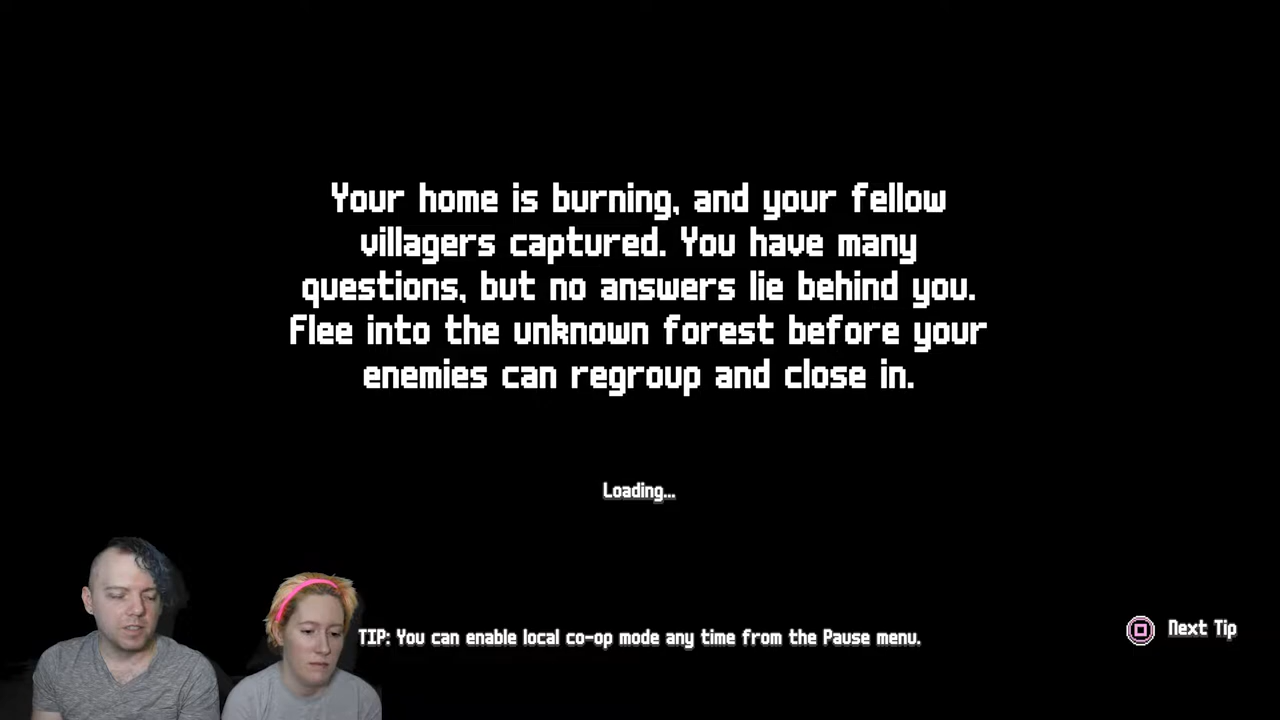 Your home is burning, and your fellow
villagers captured. You have many
questions, but no answers lie behind you.
Flee into the unknown forest before your
enemies can regroup and close in.
Loading...
TIP: You can enable local co-op mode any time from the Pause menu.
Next Tip